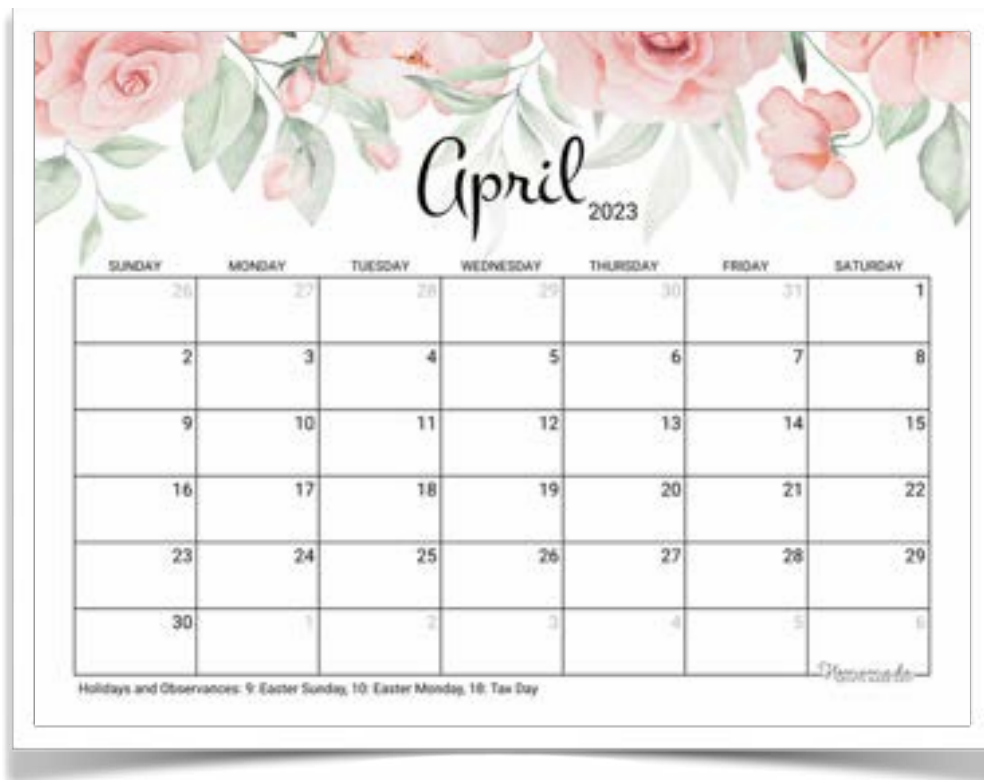 April
2023
SUNDAY MONDAY TUESDAY WEDNESDAY THURSDAY FRIDAY SATURDAY
26 27 28 29 30 31 1
2 3 4 5 6 7 8
9 10 11 12 13 14 15
16 17 18 19 20 21 22
23 24 25 26 27 28 29
30 1 2 3 4 5 6
Homemade
Holidays and Observances: 9: Easter Sunday, 10: Easter Monday, 18: Tax Day